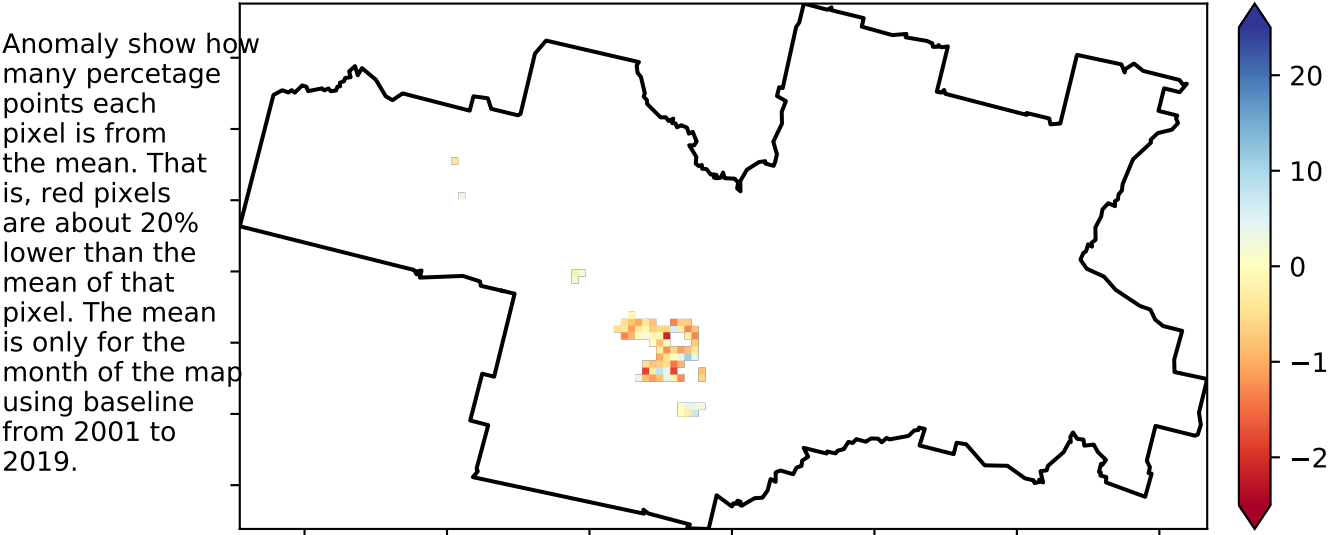 Anomaly show how
many percetage
points each
pixel is from
the mean. That
is, red pixels
are about 20%
lower than the
mean of that
pixel. The mean
is only for the
month of the map
using baseline
from 2001 to
2019.
20
10
0
−1
−2